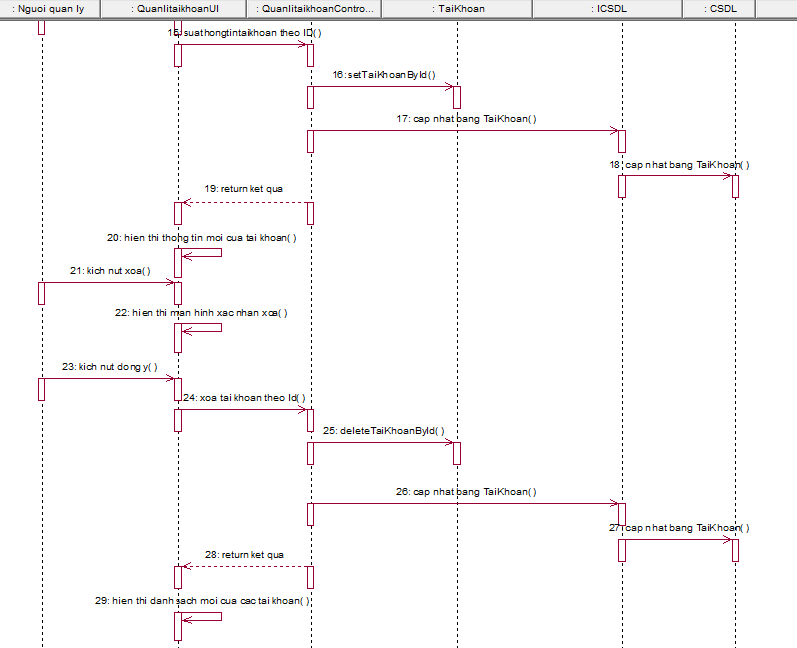 : Nguoi quan ly
: QuanlitaikhoanUI
: QuanlitaikhoanContro...
: TaiKhoan
: ICSDL
: CSDL
15: suathongtintaikhoan theo ID( )
16: setTaiKhoanById( )
17: cap nhat bang TaiKhoan( )
18: cap nhat bang TaiKhoan( )
19: return ket qua
20: hien thi thong tin moi cua tai khoan( )
21: kich nut xoa( )
22: hien thi man hinh xac nhan xoa( )
23: kich nut dong y( )
24: xoa tai khoan theo Id( )
25: deleteTaiKhoanById( )
26: cap nhat bang TaiKhoan( )
27: cap nhat bang TaiKhoan( )
28: return ket qua
29: hien thi danh sach moi cua cac tai khoan( )